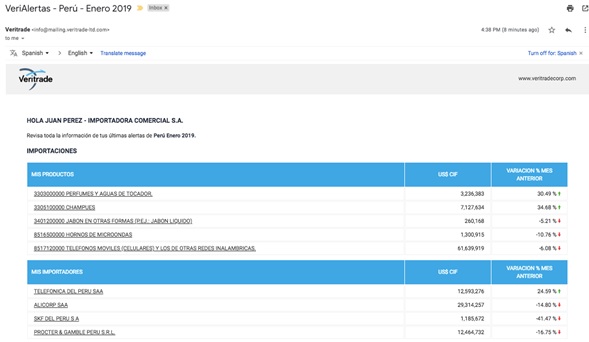 VeriAlertas - Perú - Enero 2019 Inbox x
Veritrade <info@mailing.veritrade-ltd.com> 4:38 PM (8 minutes ago)
to me
Spanish > English Translate message Turn off for: Spanish x
Veritrade www.veritradecorp.com
HOLA JUAN PEREZ - IMPORTADORA COMERCIAL S.A.
Revisa toda la información de tus últimas alertas de Perú Enero 2019.
IMPORTACIONES
MIS PRODUCTOS US$ CIF VARIACION % MES ANTERIOR
3303000000 PERFUMES Y AGUAS DE TOCADOR. 3,236,383 30.49 %
3305100000 CHAMPUES 7,127,634 34.68 %
3401200000 JABON EN OTRAS FORMAS (P.EJ.: JABON LIQUIDO) 260,168 -5.21 %
8516500000 HORNOS DE MICROONDAS 1,300,915 -10.76 %
8517120000 TELEFONOS MOVILES (CELULARES) Y LOS DE OTRAS REDES INALAMBRICAS. 61,639,919 -6.08 %
MIS IMPORTADORES US$ CIF VARIACION % MES ANTERIOR
TELEFONICA DEL PERU SAA 12,593,276 24.59 %
ALICORP SAA 29,314,257 -14.80 %
SKF DEL PERU S A 1,185,672 -41.47 %
PROCTER & GAMBLE PERU S.R.L. 12,464,732 -16.75 %